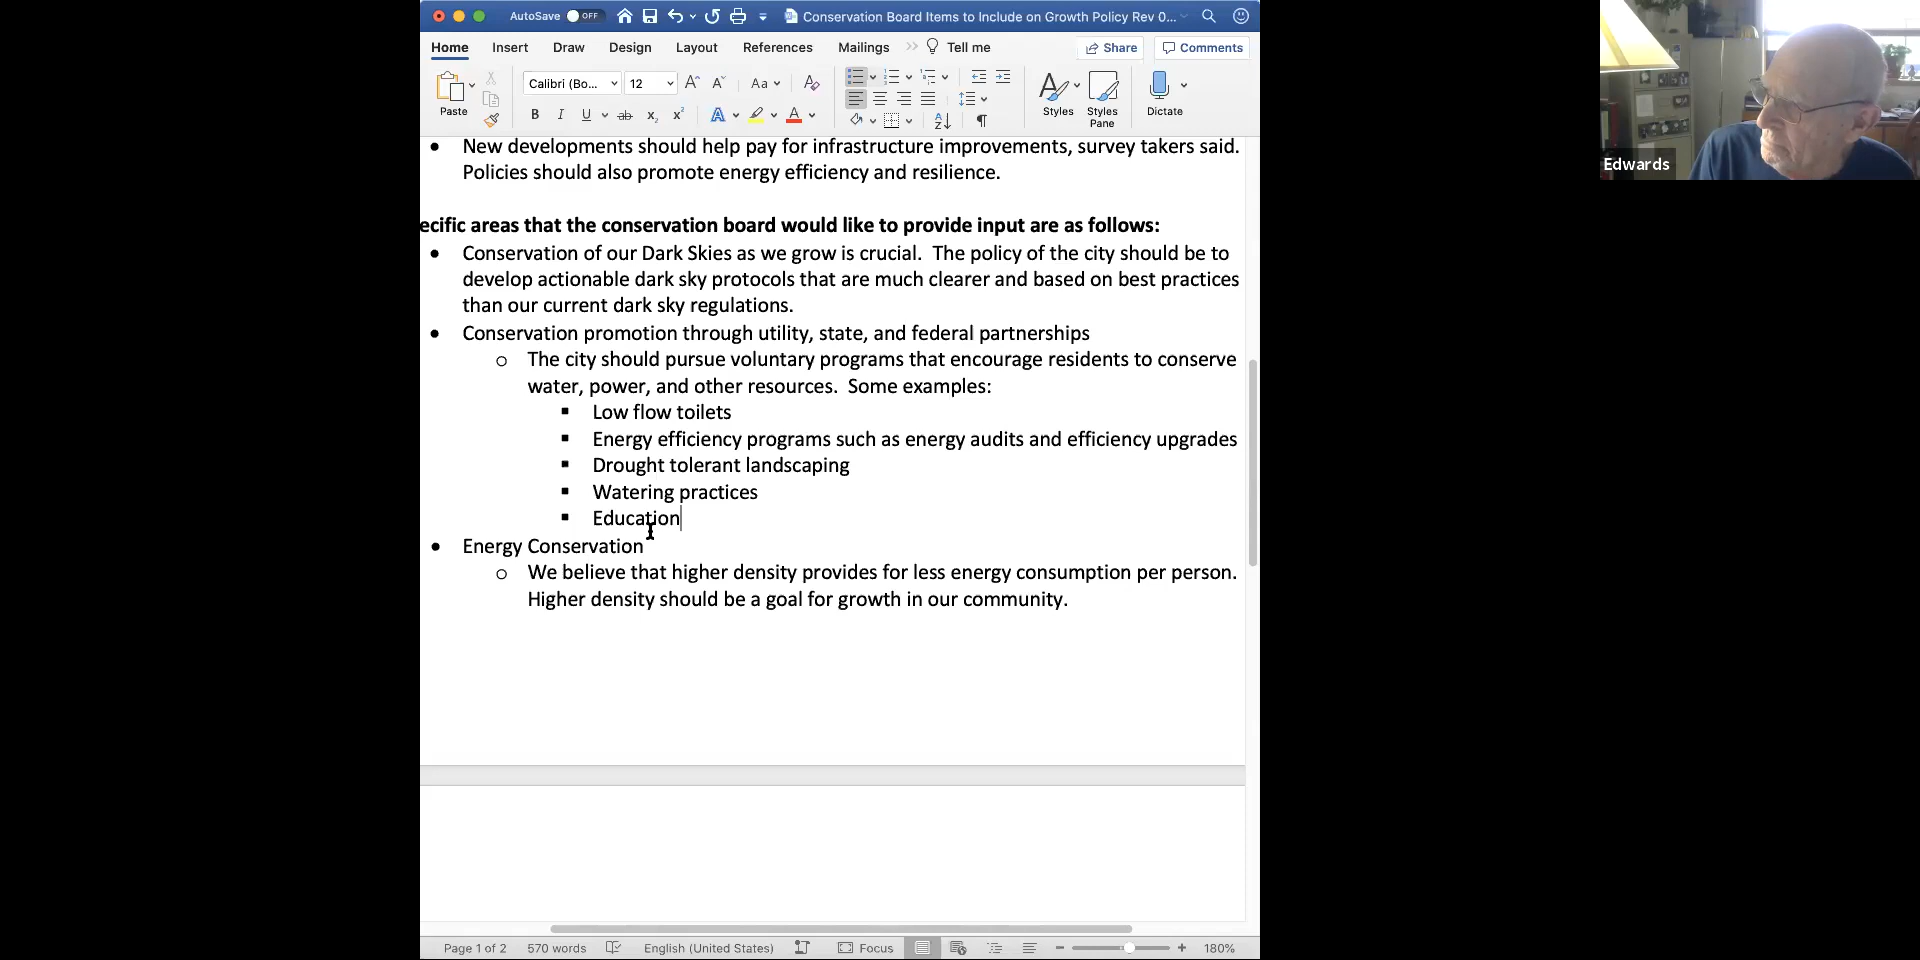 AutoSave OFF Conservation Board Items to Include on Growth Policy Rev 0...
Home Insert Draw Design Layout References Mailings >> Tell me Share Comments
Paste Calibri (Bo... 12 A A Aa A Styles Styles Pane Dictate
B I U ab x₂ x² A A
• New developments should help pay for infrastructure improvements, survey takers said.
Policies should also promote energy efficiency and resilience.
ecific areas that the conservation board would like to provide input are as follows:
• Conservation of our Dark Skies as we grow is crucial. The policy of the city should be to
develop actionable dark sky protocols that are much clearer and based on best practices
than our current dark sky regulations.
• Conservation promotion through utility, state, and federal partnerships
o The city should pursue voluntary programs that encourage residents to conserve
water, power, and other resources. Some examples:
▪ Low flow toilets
▪ Energy efficiency programs such as energy audits and efficiency upgrades
▪ Drought tolerant landscaping
▪ Watering practices
▪ Education
• Energy Conservation
o We believe that higher density provides for less energy consumption per person.
Higher density should be a goal for growth in our community.
Page 1 of 2 570 words English (United States) Focus 180%
Edwards